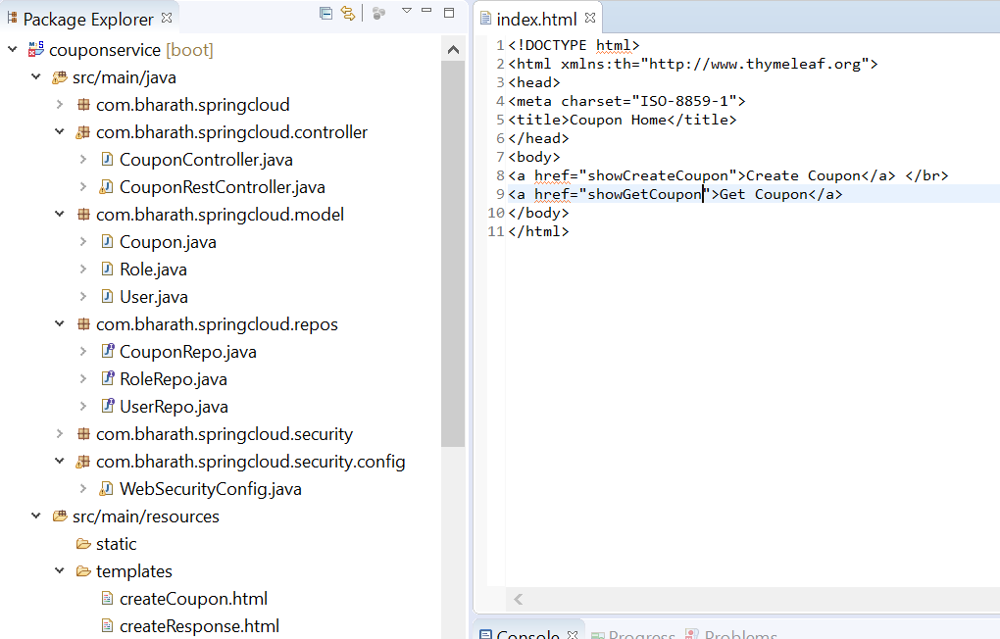 Package Explorer
couponservice [boot]
src/main/java
com.bharath.springcloud
com.bharath.springcloud.controller
CouponController.java
CouponRestController.java
com.bharath.springcloud.model
Coupon.java
Role.java
User.java
com.bharath.springcloud.repos
CouponRepo.java
RoleRepo.java
UserRepo.java
com.bharath.springcloud.security
com.bharath.springcloud.security.config
WebSecurityConfig.java
src/main/resources
static
templates
createCoupon.html
createResponse.html
index.html
1 <!DOCTYPE html>
2 <html xmlns:th="http://www.thymeleaf.org">
3 <head>
4 <meta charset="ISO-8859-1">
5 <title>Coupon Home</title>
6 </head>
7 <body>
8 <a href="showCreateCoupon">Create Coupon</a> </br>
9 <a href="showGetCoupon">Get Coupon</a>
10 </body>
11 </html>
Console Progress Problems